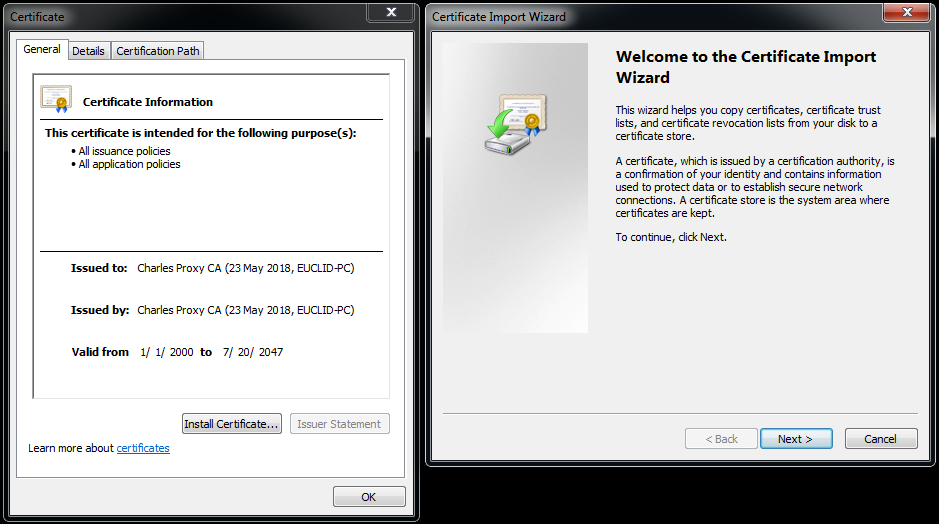 Certificate
General
Details
Certification Path
Certificate Information
This certificate is intended for the following purpose(s):
• All issuance policies
• All application policies
Issued to: Charles Proxy CA (23 May 2018, EUCLID-PC)
Issued by: Charles Proxy CA (23 May 2018, EUCLID-PC)
Valid from 1/ 1/ 2000 to 7/ 20/ 2047
Install Certificate...
Issuer Statement
Learn more about certificates
OK
Certificate Import Wizard
Welcome to the Certificate Import
Wizard
This wizard helps you copy certificates, certificate trust
lists, and certificate revocation lists from your disk to a
certificate store.
A certificate, which is issued by a certification authority, is
a confirmation of your identity and contains information
used to protect data or to establish secure network
connections. A certificate store is the system area where
certificates are kept.
To continue, click Next.
< Back
Next >
Cancel